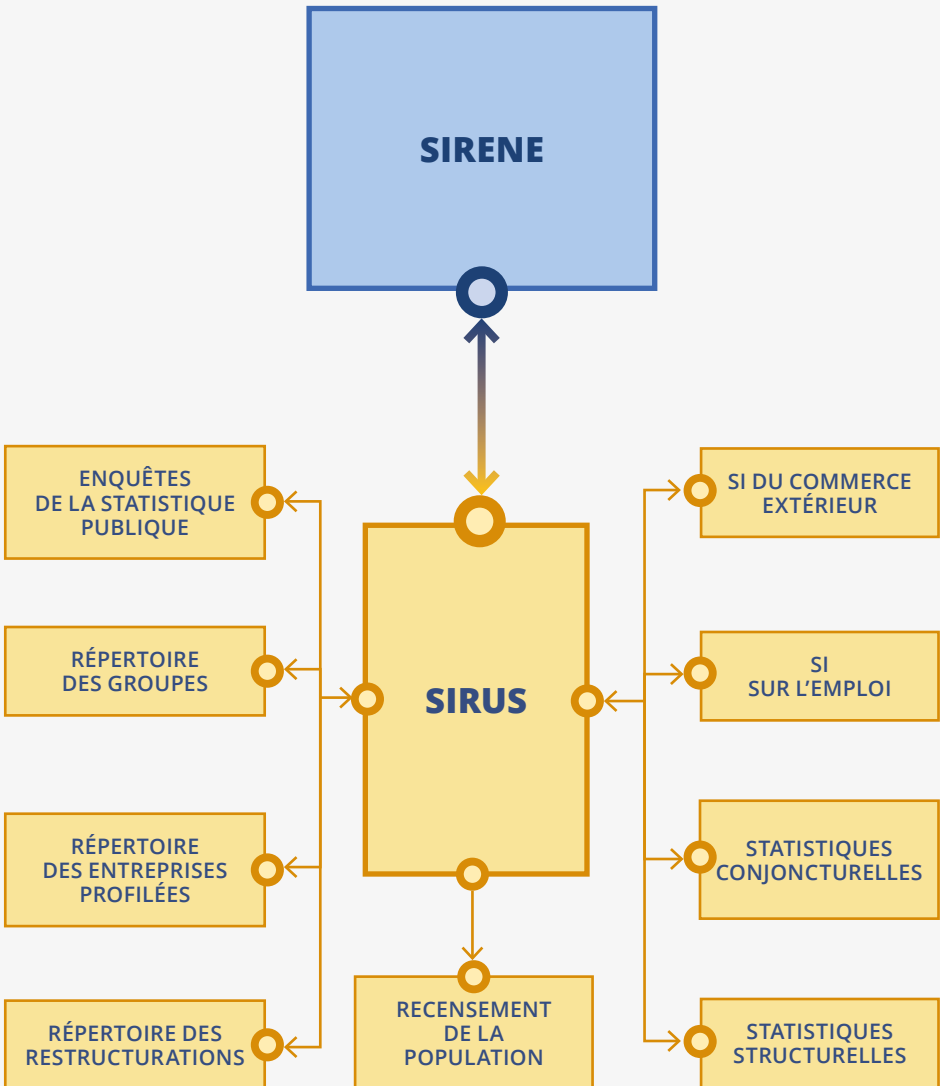 SIRENE
ENQUÊTES
DE LA STATISTIQUE
PUBLIQUE
RÉPERTOIRE
DES GROUPES
RÉPERTOIRE
DES ENTREPRISES
PROFILÉES
RÉPERTOIRE DES
RESTRUCTURATIONS
SIRUS
RECENSEMENT
DE LA
POPULATION
SI DU COMMERCE
EXTÉRIEUR
SI
SUR L’EMPLOI
STATISTIQUES
CONJONCTURELLES
STATISTIQUES
STRUCTURELLES